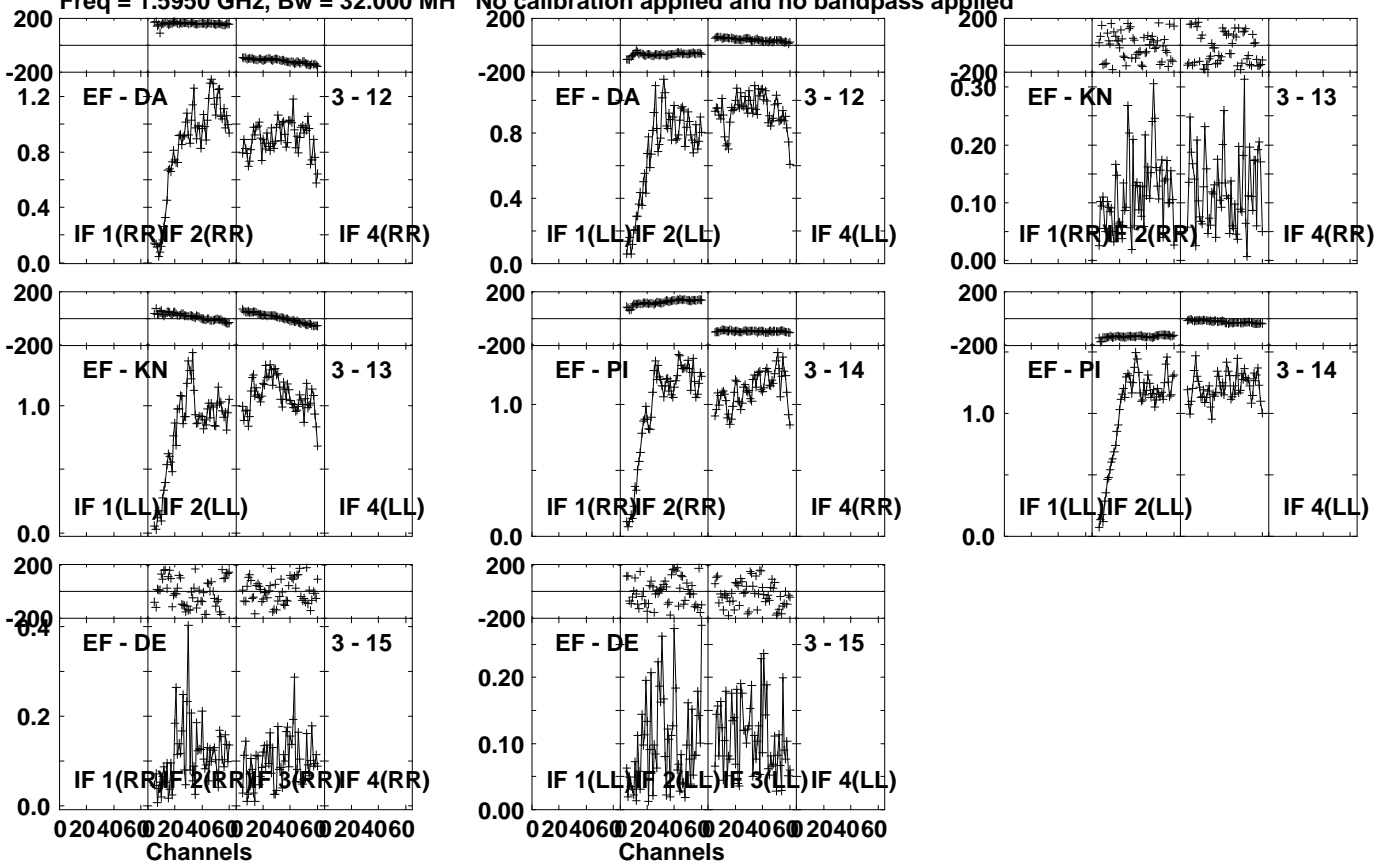 Freq = 1.5950 GHz, Bw = 32.000 MH No calibration applied and no bandpass applied
200 200 200
-200 -200 -200
EF - DA 3 - 12 EF - DA 3 - 12 EF - KN 3 - 13
1.2 0.8 0.4 0.0
0.8 0.4 0.0
0.30 0.20 0.10 0.00
IF 1(RR) IF 2(RR) IF 4(RR) IF 1(LL) IF 2(LL) IF 4(LL) IF 1(RR) IF 2(RR) IF 4(RR)
200 200 200
-200 -200 -200
EF - KN 3 - 13 EF - PI 3 - 14 EF - PI 3 - 14
1.0 1.0 1.0
IF 1(LL) IF 2(LL) IF 4(LL) IF 1(RR) IF 2(RR) IF 4(RR) IF 1(LL) IF 2(LL) IF 4(LL)
0.0 0.0 0.0
200 200
-200 -200
0.4 0.2 0.0
EF - DE 3 - 15 EF - DE 3 - 15
0.20 0.10 0.00
IF 1(RR) IF 2(RR) IF 3(RR) IF 4(RR) IF 1(LL) IF 2(LL) IF 3(LL) IF 4(LL)
0 20 40 60 0 20 40 60 0 20 40 60 0 20 40 60 0 20 40 60 0 20 40 60 0 20 40 60 0 20 40 60
Channels Channels